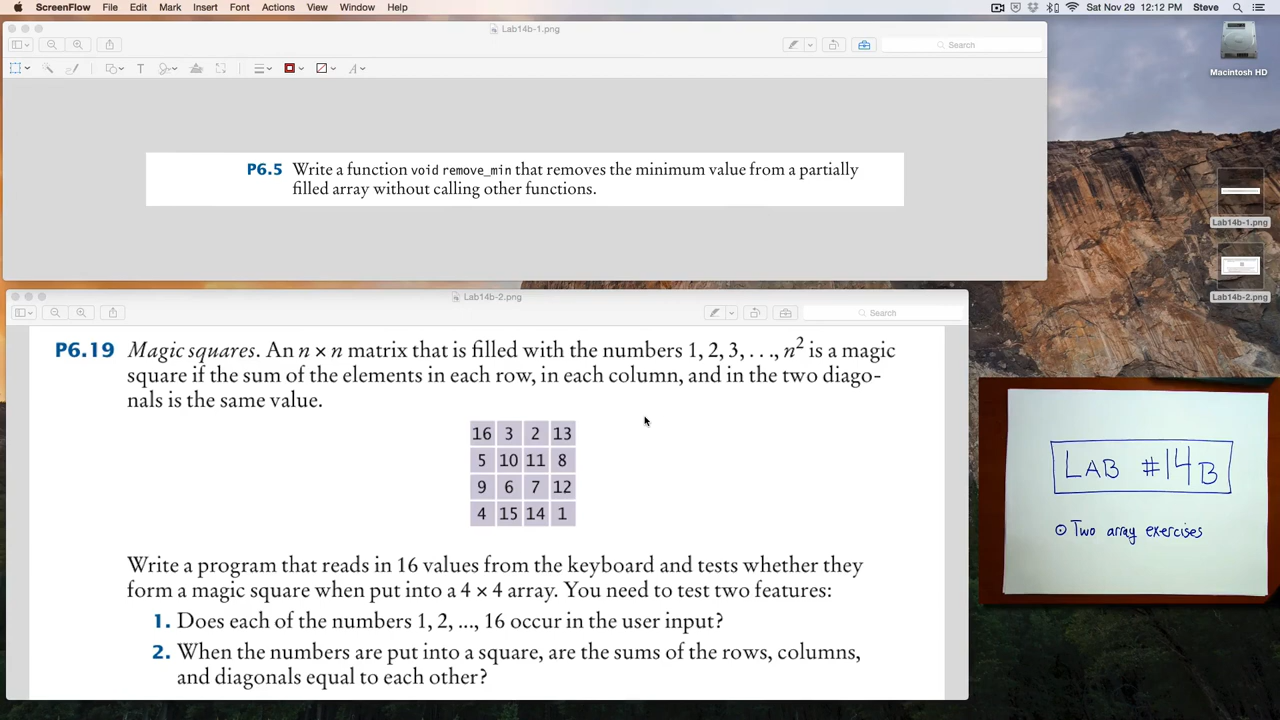 ScreenFlow File Edit Mark Insert Font Actions View Window Help
Sat Nov 29 12:12 PM Steve
Lab14b-1.png
Search
Macintosh HD
P6.5 Write a function void remove_min that removes the minimum value from a partially
filled array without calling other functions.
Lab14b-1.png
Lab14b-2.png
Lab14b-2.png
Search
P6.19 Magic squares. An n × n matrix that is filled with the numbers 1, 2, 3, . . ., n² is a magic
square if the sum of the elements in each row, in each column, and in the two diago-
nals is the same value.
16 3 2 13
5 10 11 8
9 6 7 12
4 15 14 1
Write a program that reads in 16 values from the keyboard and tests whether they
form a magic square when put into a 4 × 4 array. You need to test two features:
1. Does each of the numbers 1, 2, ..., 16 occur in the user input?
2. When the numbers are put into a square, are the sums of the rows, columns,
and diagonals equal to each other?
LAB #14B
Two array exercises